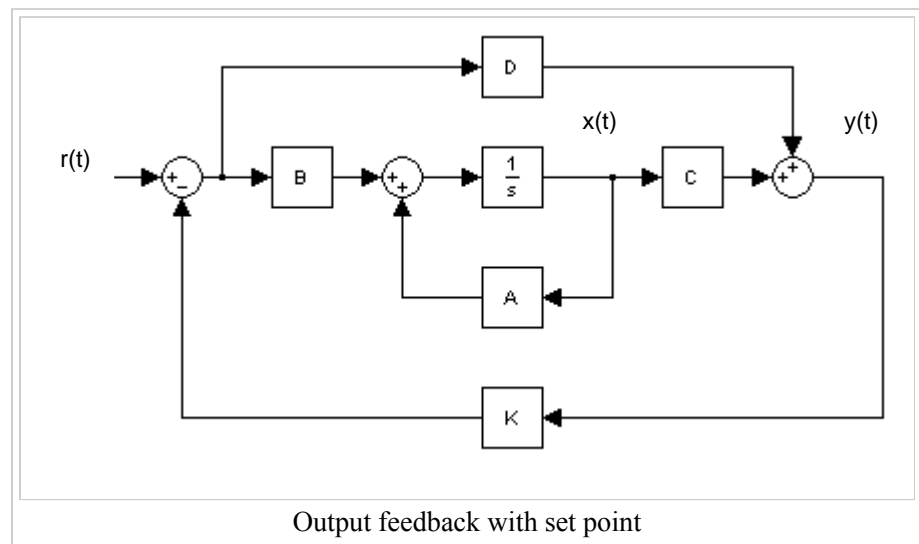 D
x(t)
y(t)
r(t)
+
−
B
+
+
1
s
C
+
+
A
K
Output feedback with set point